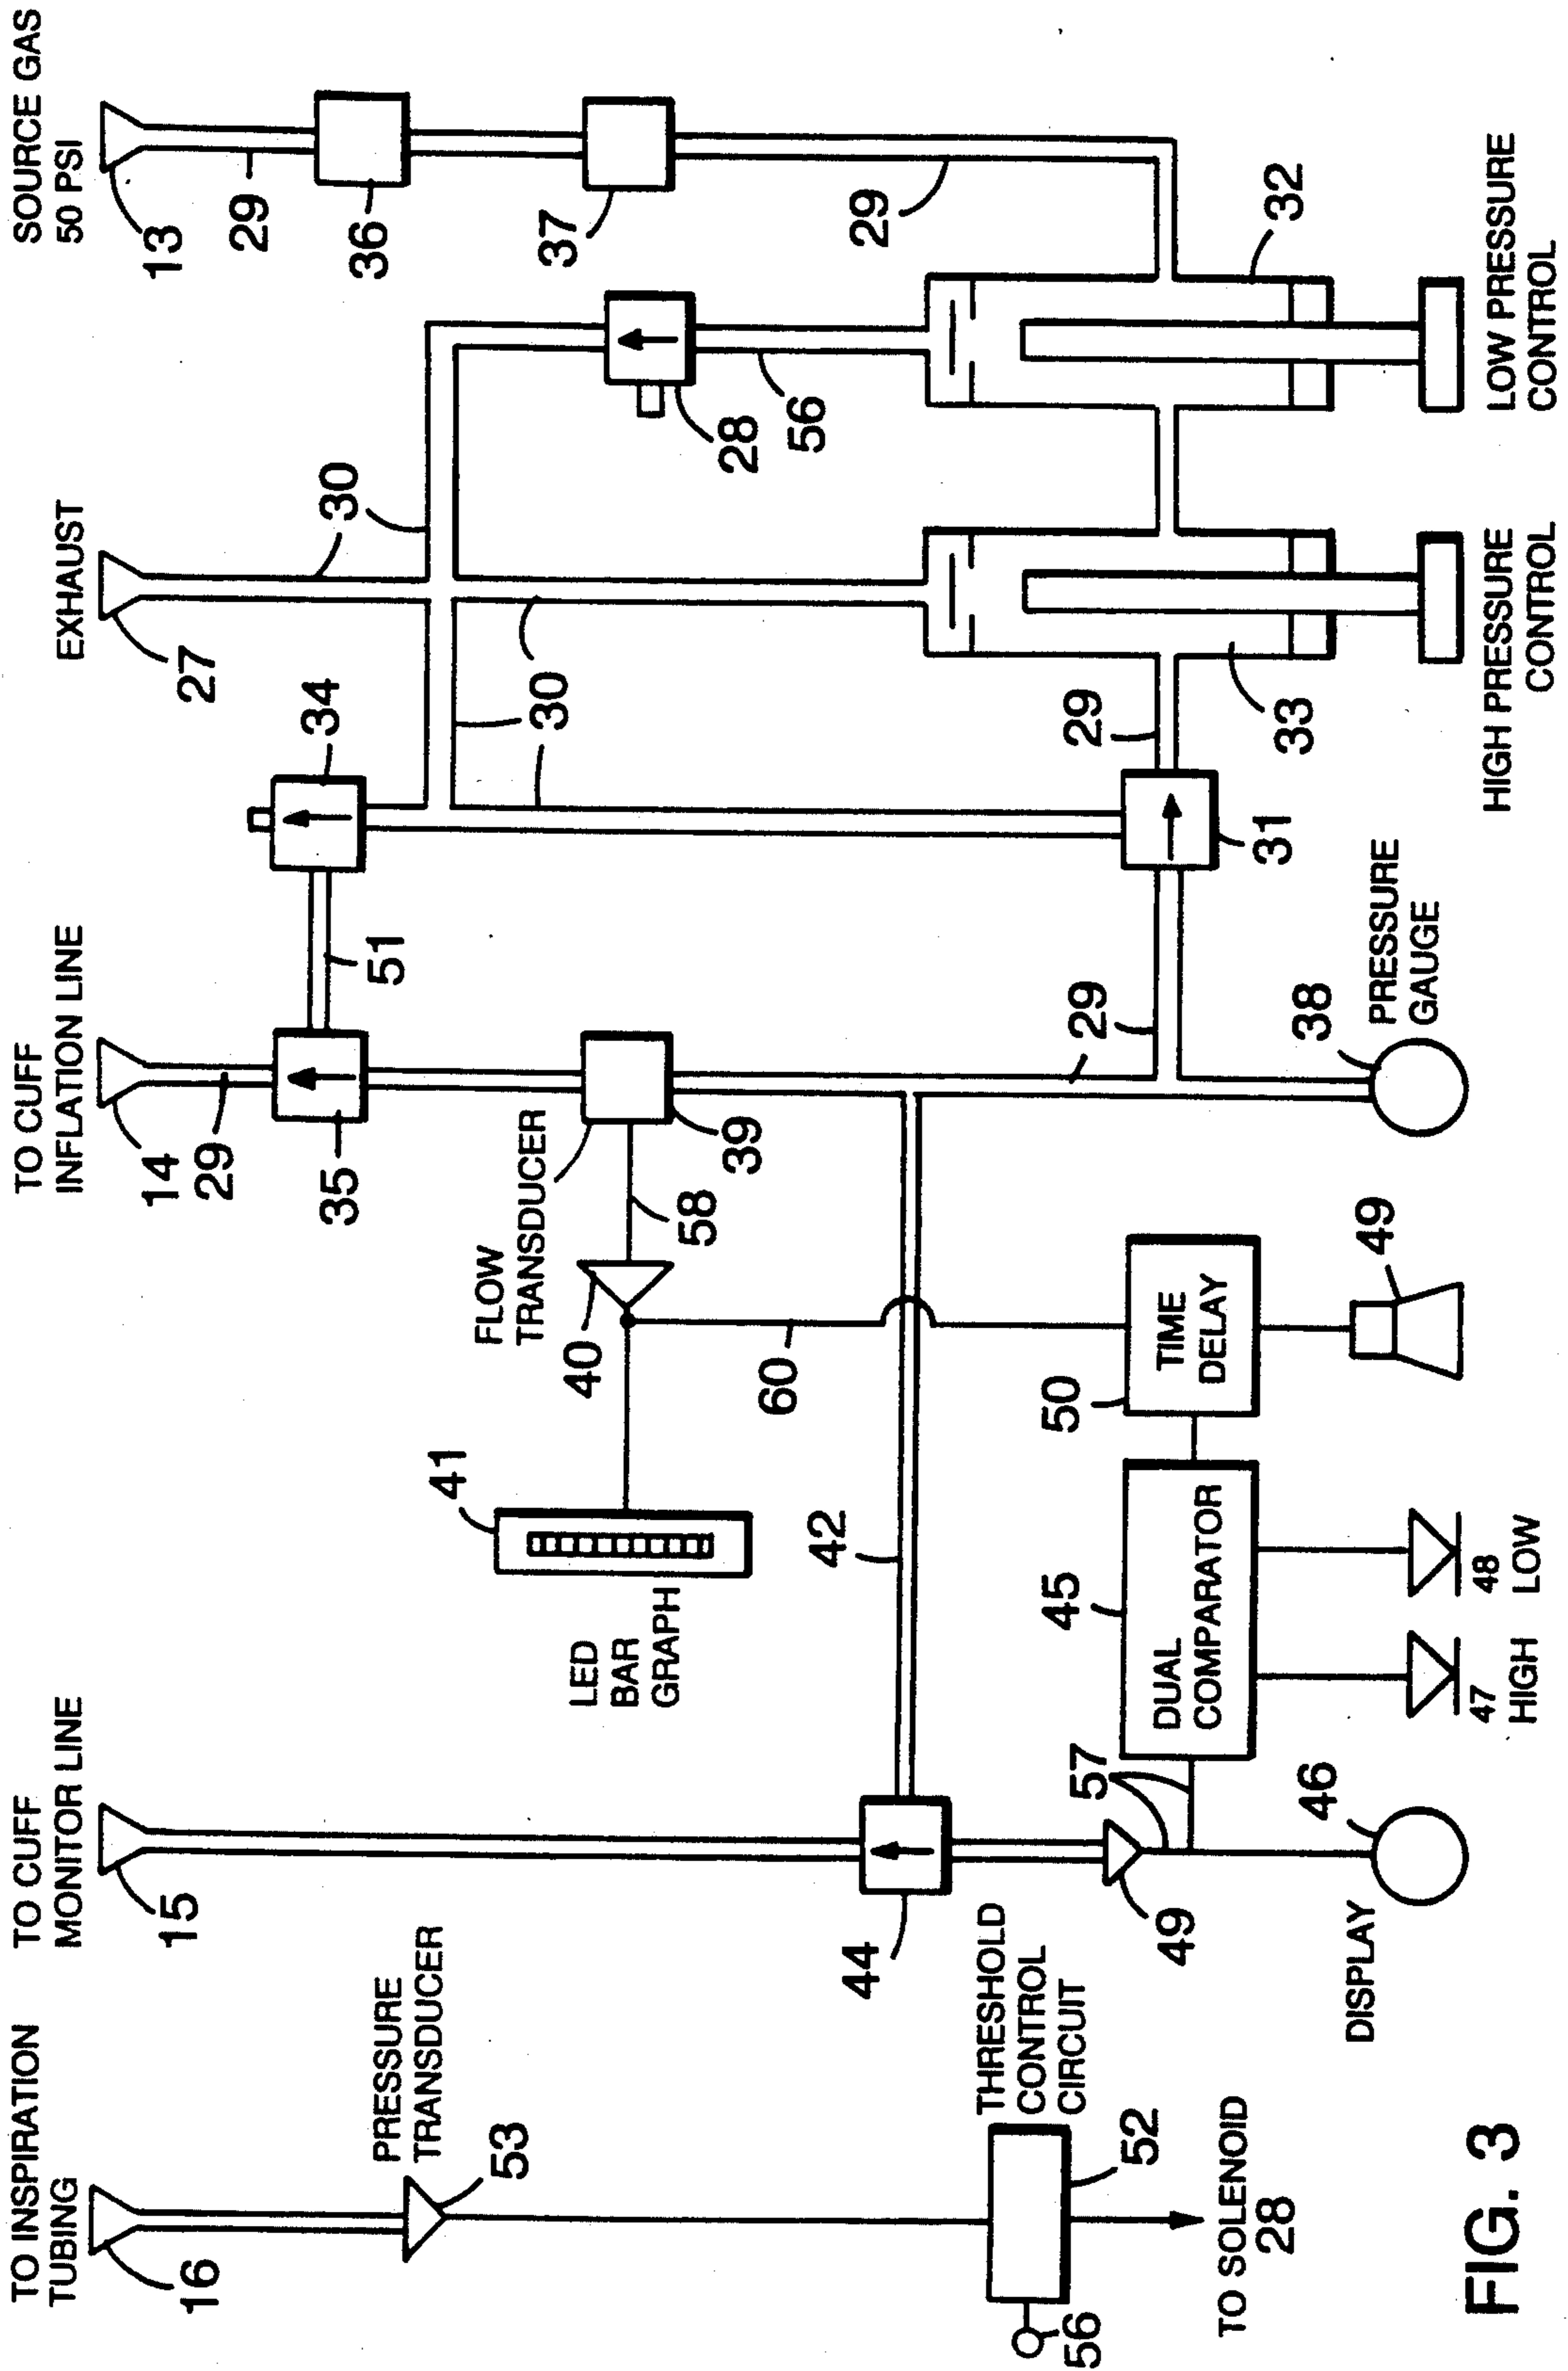 TO INSPIRATION
TUBING
16
PRESSURE
TRANSDUCER
53
THRESHOLD
CONTROL
CIRCUIT
52
56
TO SOLENOID
28
TO CUFF
MONITOR LINE
15
44
49
57
DISPLAY
46
DUAL
COMPARATOR
45
47
HIGH
48
LOW
TIME
DELAY
50
49
42
LED
BAR
GRAPH
41
40
60
58
FLOW
TRANSDUCER
39
TO CUFF
INFLATION LINE
14
29
35
51
34
29
38
PRESSURE
GAUGE
31
29
30
EXHAUST
27
30
33
HIGH PRESSURE
CONTROL
28
56
32
LOW PRESSURE
CONTROL
SOURCE GAS
50 PSI
13
29
36
37
29
FIG. 3